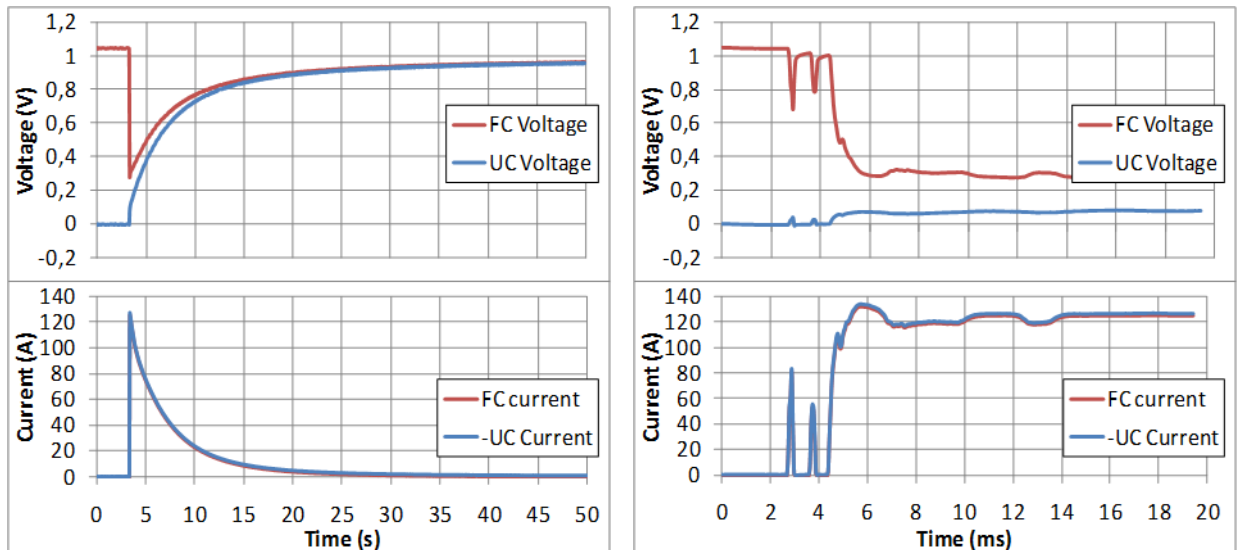 1,2
1
0,8
0,6
0,4
0,2
0
-0,2
Voltage (V)
FC Voltage
UC Voltage
140
120
100
80
60
40
20
0
Current (A)
FC current
-UC Current
0 5 10 15 20 25 30 35 40 45 50
Time (s)
1,2
1
0,8
0,6
0,4
0,2
0
-0,2
Voltage (V)
FC Voltage
UC Voltage
140
120
100
80
60
40
20
0
Current (A)
FC current
-UC Current
0 2 4 6 8 10 12 14 16 18 20
Time (ms)